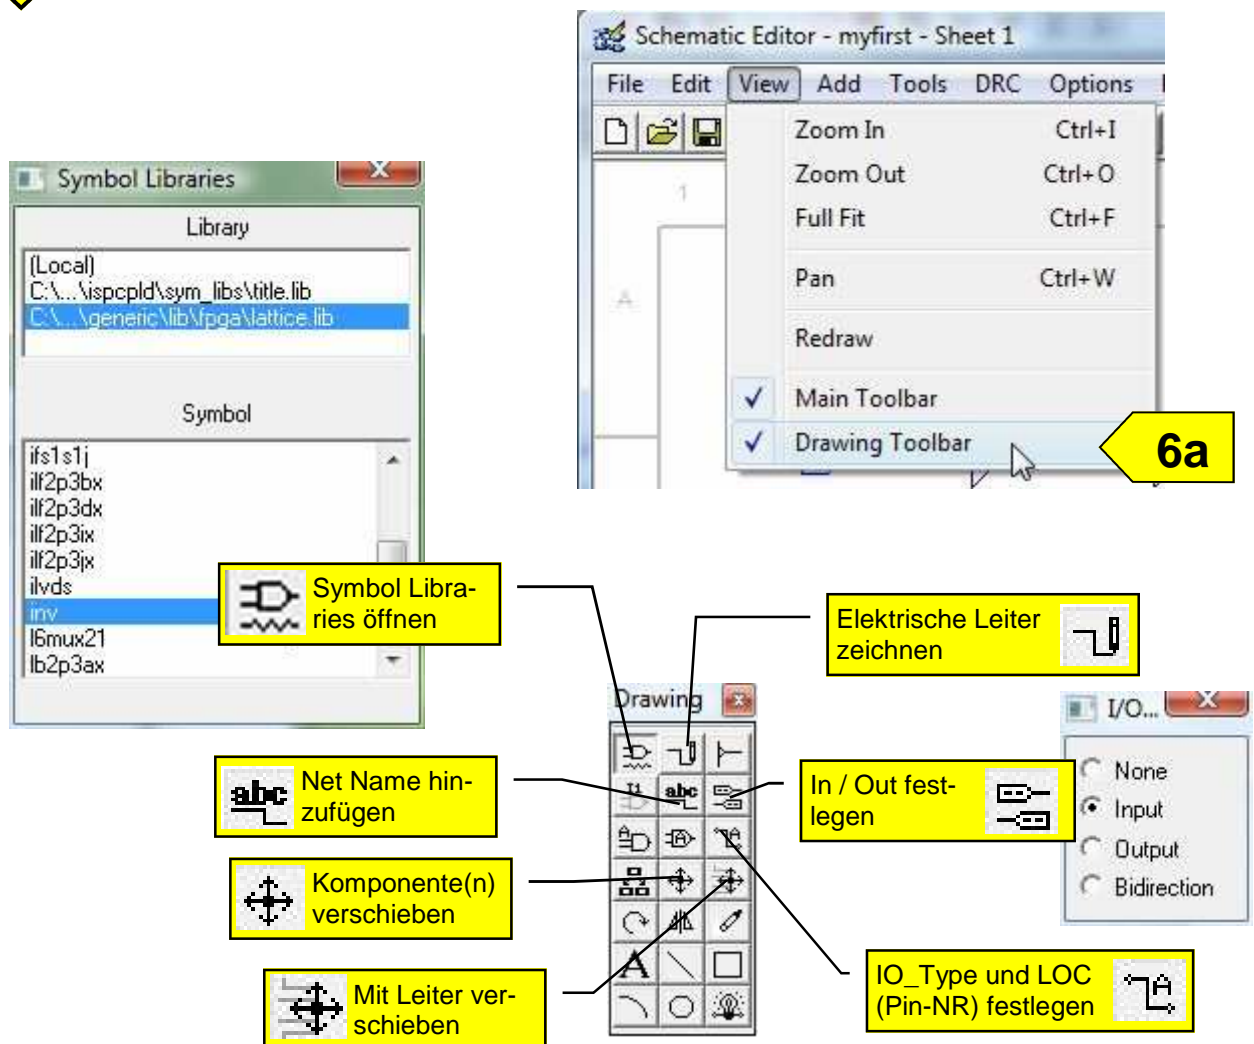 Schematic Editor - myfirst - Sheet 1
File Edit View Add Tools DRC Options
Zoom In Ctrl+I
Zoom Out Ctrl+O
Full Fit Ctrl+F
Pan Ctrl+W
Redraw
Main Toolbar
Drawing Toolbar
6a
1
A
Symbol Libraries
Library
(Local)
C:\...\ispcpld\sym_libs\title.lib
C:\...\generic\lib\fpga\lattice.lib
Symbol
ifs1s1j
ilf2p3bx
ilf2p3dx
ilf2p3ix
ilf2p3jx
ilvds
inv
l6mux21
lb2p3ax
Symbol Libra-
ries öffnen
Elektrische Leiter
zeichnen
Drawing
abc
Net Name hin-
zufügen
abc
In / Out fest-
legen
I/O...
None
Input
Output
Bidirection
Komponente(n)
verschieben
Mit Leiter ver-
schieben
A
IO_Type und LOC
(Pin-NR) festlegen
A